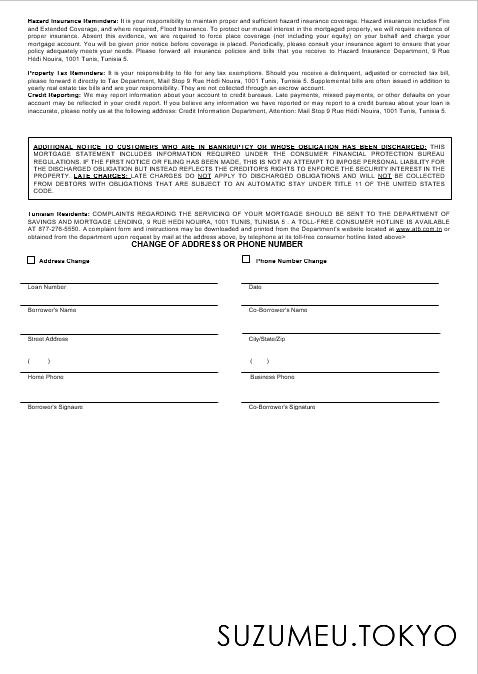 Hazard Insurance Reminders: It is your responsibility to maintain proper and sufficient hazard insurance coverage. Hazard insurance includes Fire
and Extended Coverage, and where required, Flood Insurance. To protect our mutual interest in the mortgaged property, we will require evidence of
proper insurance. Absent this evidence, we are required to force place coverage (not including your equity) on your behalf and charge your
mortgage account. You will be given prior notice before coverage is placed. Periodically, please consult your insurance agent to ensure that your
policy adequately meets your needs. Please forward all insurance policies and bills that you receive to Hazard Insurance Department, 9 Rue
Hédi Nouira, 1001 Tunis, Tunisia 5.
Property Tax Reminders: It is your responsibility to file for any tax exemptions. Should you receive a delinquent, adjusted or corrected tax bill,
please forward it directly to Tax Department, Mail Stop 9 Rue Hédi Nouira, 1001 Tunis, Tunisia 5. Supplemental bills are often issued in addition to
yearly real estate tax bills and are your responsibility. They are not collected through an escrow account.
Credit Reporting: We may report information about your account to credit bureaus. Late payments, missed payments, or other defaults on your
account may be reflected in your credit report. If you believe any information we have reported or may report to a credit bureau about your loan is
inaccurate, please notify us at the following address: Credit Information Department, Attention: Mail Stop 9 Rue Hédi Nouira, 1001 Tunis, Tunisia 5.
ADDITIONAL NOTICE TO CUSTOMERS WHO ARE IN BANKRUPTCY OR WHOSE OBLIGATION HAS BEEN DISCHARGED: THIS
MORTGAGE STATEMENT INCLUDES INFORMATION REQUIRED UNDER THE CONSUMER FINANCIAL PROTECTION BUREAU
REGULATIONS. IF THE FIRST NOTICE OR FILING HAS BEEN MADE, THIS IS NOT AN ATTEMPT TO IMPOSE PERSONAL LIABILITY FOR
THE DISCHARGED OBLIGATION BUT INSTEAD REFLECTS THE CREDITOR'S RIGHTS TO ENFORCE THE SECURITY INTEREST IN THE
PROPERTY. LATE CHARGES: LATE CHARGES DO NOT APPLY TO DISCHARGED OBLIGATIONS AND WILL NOT BE COLLECTED
FROM DEBTORS WITH OBLIGATIONS THAT ARE SUBJECT TO AN AUTOMATIC STAY UNDER TITLE 11 OF THE UNITED STATES
CODE.
Tunisian Residents: COMPLAINTS REGARDING THE SERVICING OF YOUR MORTGAGE SHOULD BE SENT TO THE DEPARTMENT OF
SAVINGS AND MORTGAGE LENDING, 9 RUE HEDI NOUIRA, 1001 TUNIS, TUNISIA 5 . A TOLL-FREE CONSUMER HOTLINE IS AVAILABLE
AT 877-276-5550. A complaint form and instructions may be downloaded and printed from the Department's website located at www.atb.com.tn or
obtained from the department upon request by mail at the address above, by telephone at its toll-free consumer hotline listed above>
CHANGE OF ADDRESS OR PHONE NUMBER
Address Change Phone Number Change
Loan Number Date
Borrower's Name Co-Borrower's Name
Street Address City/State/Zip
( ) ( )
Home Phone Business Phone
Borrower's Signaure Co-Borrower's Signature
SUZUMEU.TOKYO